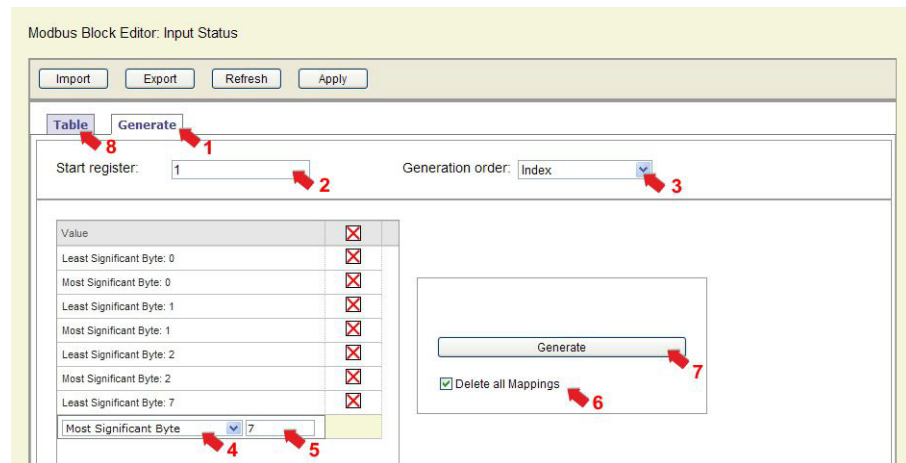 Modbus Block Editor: Input Status
Import Export Refresh Apply
Table Generate
8 1
Start register: 1 2 Generation order: Index 3
Value
Least Significant Byte: 0
Most Significant Byte: 0
Least Significant Byte: 1
Most Significant Byte: 1
Least Significant Byte: 2
Generate
7
Most Significant Byte: 2
Delete all Mappings 6
Least Significant Byte: 7
Most Significant Byte 7
4 5